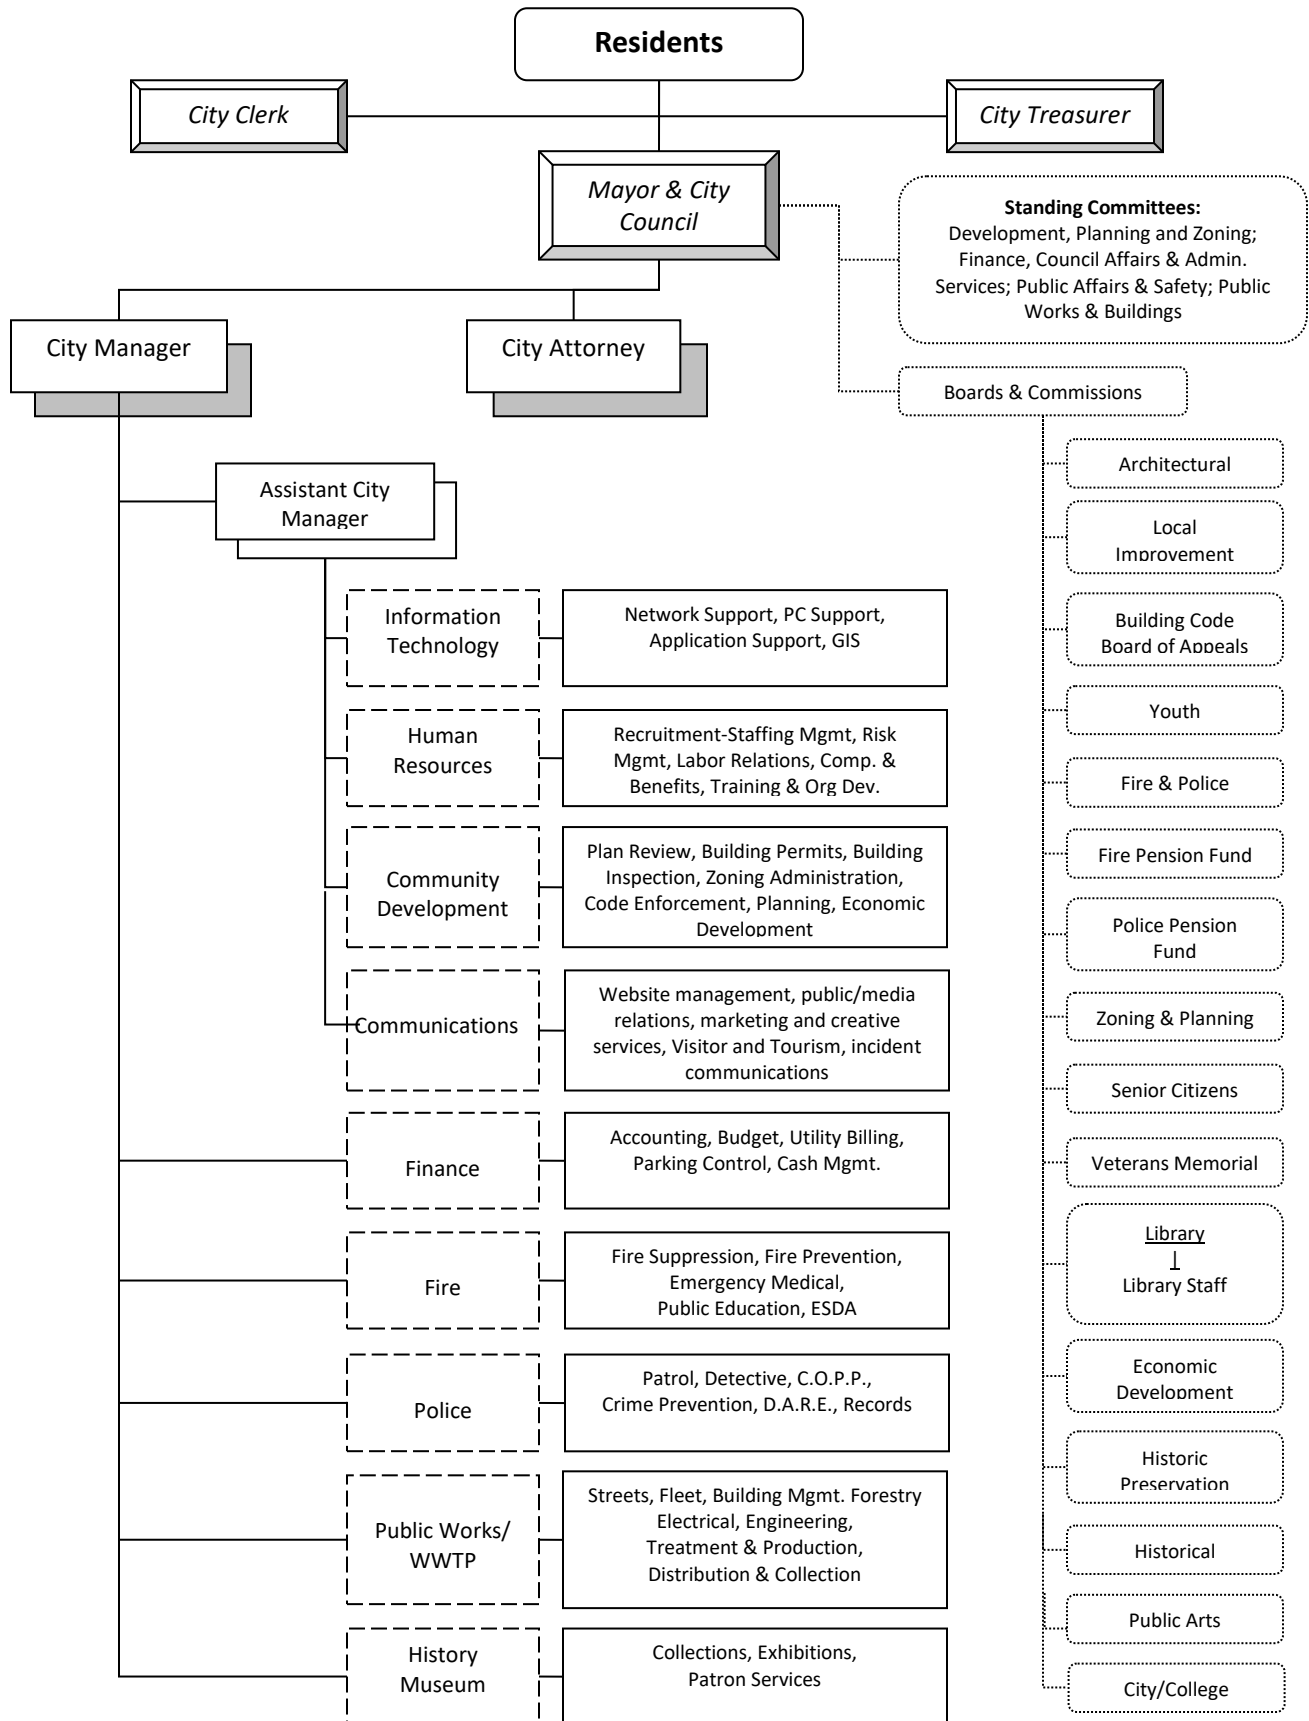 Residents
City Clerk
City Treasurer
Mayor & City
Council
Standing Committees:
Development, Planning and Zoning;
Finance, Council Affairs & Admin.
Services; Public Affairs & Safety; Public
Works & Buildings
City Manager
City Attorney
Boards & Commissions
Assistant City
Manager
Information
Technology
Network Support, PC Support,
Application Support, GIS
Human
Resources
Recruitment-Staffing Mgmt, Risk
Mgmt, Labor Relations, Comp. &
Benefits, Training & Org Dev.
Community
Development
Plan Review, Building Permits, Building
Inspection, Zoning Administration,
Code Enforcement, Planning, Economic
Development
Communications
Website management, public/media
relations, marketing and creative
services, Visitor and Tourism, incident
communications
Finance
Accounting, Budget, Utility Billing,
Parking Control, Cash Mgmt.
Fire
Fire Suppression, Fire Prevention,
Emergency Medical,
Public Education, ESDA
Police
Patrol, Detective, C.O.P.P.,
Crime Prevention, D.A.R.E., Records
Public Works/
WWTP
Streets, Fleet, Building Mgmt. Forestry
Electrical, Engineering,
Treatment & Production,
Distribution & Collection
History
Museum
Collections, Exhibitions,
Patron Services
Architectural
Local
Improvement
Building Code
Board of Appeals
Youth
Fire & Police
Fire Pension Fund
Police Pension
Fund
Zoning & Planning
Senior Citizens
Veterans Memorial
Library
Library Staff
Economic
Development
Historic
Preservation
Historical
Public Arts
City/College